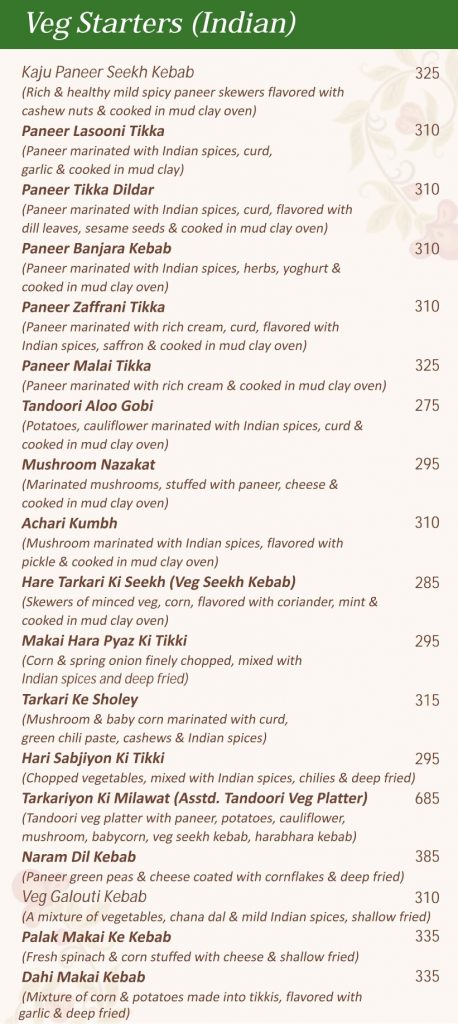 Veg Starters (Indian)
Kaju Paneer Seekh Kebab 325
(Rich & healthy mild spicy paneer skewers flavored with
cashew nuts & cooked in mud clay oven)
Paneer Lasooni Tikka 310
(Paneer marinated with Indian spices, curd,
garlic & cooked in mud clay)
Paneer Tikka Dildar 310
(Paneer marinated with Indian spices, curd, flavored with
dill leaves, sesame seeds & cooked in mud clay oven)
Paneer Banjara Kebab 310
(Paneer marinated with Indian spices, herbs, yoghurt &
cooked in mud clay oven)
Paneer Zaffrani Tikka 310
(Paneer marinated with rich cream, curd, flavored with
Indian spices, saffron & cooked in mud clay oven)
Paneer Malai Tikka 325
(Paneer marinated with rich cream & cooked in mud clay oven)
Tandoori Aloo Gobi 275
(Potatoes, cauliflower marinated with Indian spices, curd &
cooked in mud clay oven)
Mushroom Nazakat 295
(Marinated mushrooms, stuffed with paneer, cheese &
cooked in mud clay oven)
Achari Kumbh 310
(Mushroom marinated with Indian spices, flavored with
pickle & cooked in mud clay oven)
Hare Tarkari Ki Seekh (Veg Seekh Kebab) 285
(Skewers of minced veg, corn, flavored with coriander, mint &
cooked in mud clay oven)
Makai Hara Pyaz Ki Tikki 295
(Corn & spring onion finely chopped, mixed with
Indian spices and deep fried)
Tarkari Ke Sholey 315
(Mushroom & baby corn marinated with curd,
green chili paste, cashews & Indian spices)
Hari Sabjiyon Ki Tikki 295
(Chopped vegetables, mixed with Indian spices, chilies & deep fried)
Tarkariyon Ki Milawat (Asstd. Tandoori Veg Platter) 685
(Tandoori veg platter with paneer, potatoes, cauliflower,
mushroom, babycorn, veg seekh kebab, harabhara kebab)
Naram Dil Kebab 385
(Paneer green peas & cheese coated with cornflakes & deep fried)
Veg Galouti Kebab 310
(A mixture of vegetables, chana dal & mild Indian spices, shallow fried)
Palak Makai Ke Kebab 335
(Fresh spinach & corn stuffed with cheese & shallow fried)
Dahi Makai Kebab 335
(Mixture of corn & potatoes made into tikkis, flavored with
garlic & deep fried)